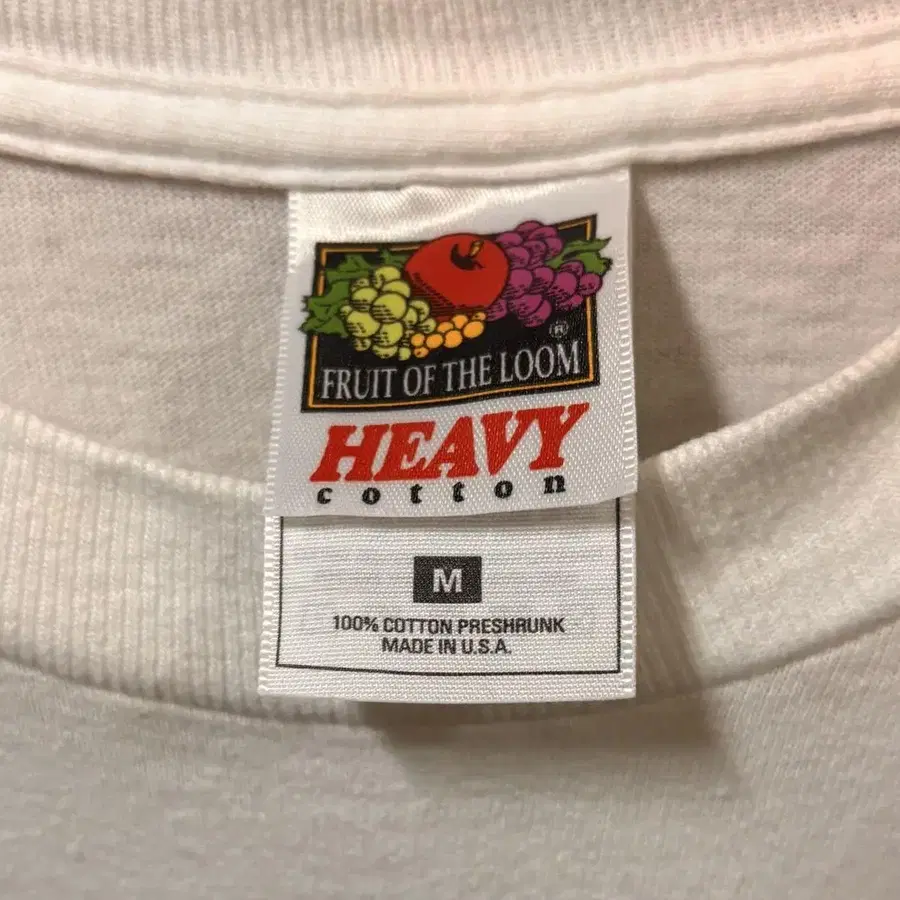 ®
FRUIT OF THE LOOM
HEAVY
cotton
M
100% COTTON PRESHRUNK
MADE IN U.S.A.